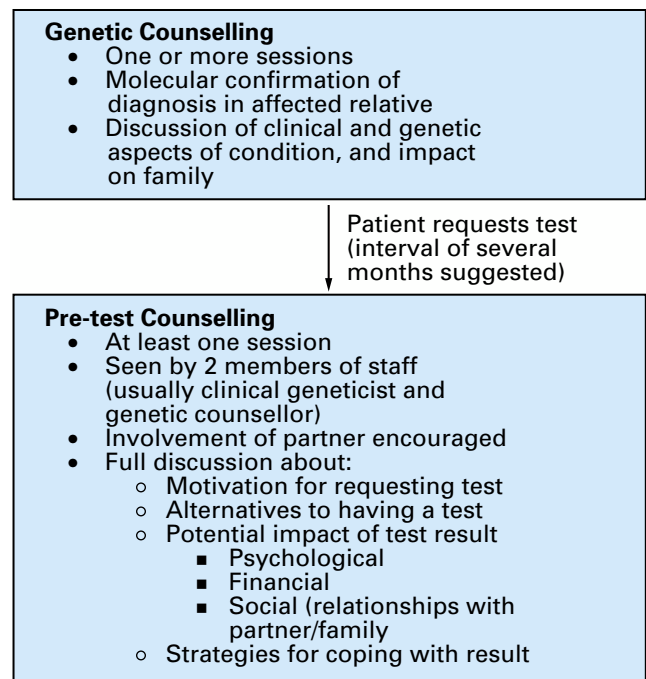 Genetic Counselling
• One or more sessions
• Molecular confirmation of
diagnosis in affected relative
• Discussion of clinical and genetic
aspects of condition, and impact
on family
Patient requests test
(interval of several
months suggested)
Pre-test Counselling
• At least one session
• Seen by 2 members of staff
(usually clinical geneticist and
genetic counsellor)
• Involvement of partner encouraged
• Full discussion about:
○ Motivation for requesting test
○ Alternatives to having a test
○ Potential impact of test result
■ Psychological
■ Financial
■ Social (relationships with
partner/family
○ Strategies for coping with result